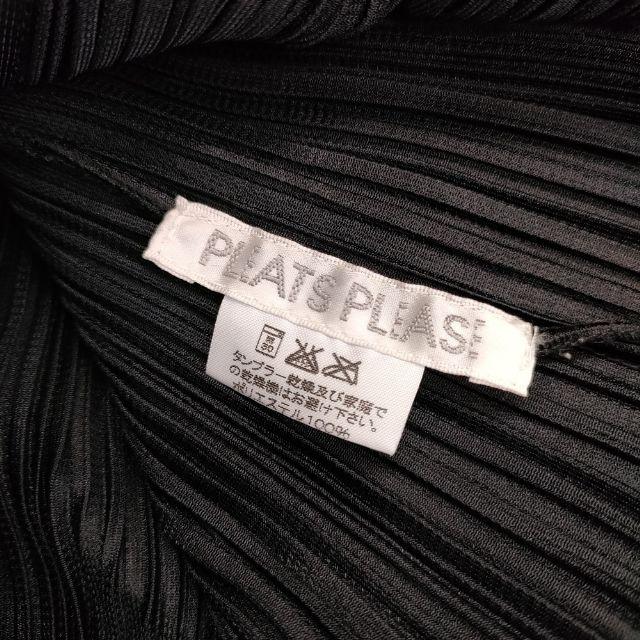 PLEATS PLEASE
タンブラー乾燥及び家庭で
の乾燥機はお避け下さい。
ポリエステル100%